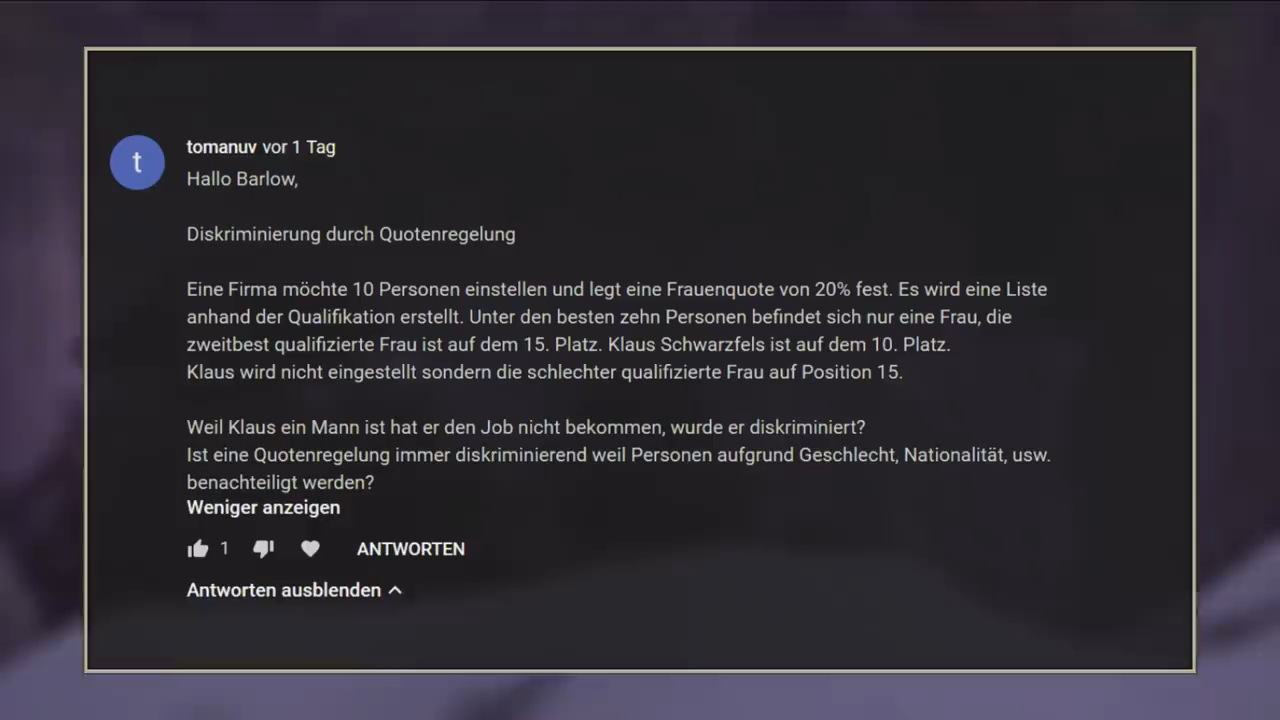 t
tomanuv vor 1 Tag
Hallo Barlow,
Diskriminierung durch Quotenregelung
Eine Firma möchte 10 Personen einstellen und legt eine Frauenquote von 20% fest. Es wird eine Liste
anhand der Qualifikation erstellt. Unter den besten zehn Personen befindet sich nur eine Frau, die
zweitbest qualifizierte Frau ist auf dem 15. Platz. Klaus Schwarzfels ist auf dem 10. Platz.
Klaus wird nicht eingestellt sondern die schlechter qualifizierte Frau auf Position 15.
Weil Klaus ein Mann ist hat er den Job nicht bekommen, wurde er diskriminiert?
Ist eine Quotenregelung immer diskriminierend weil Personen aufgrund Geschlecht, Nationalität, usw.
benachteiligt werden?
Weniger anzeigen
1 ANTWORTEN
Antworten ausblenden